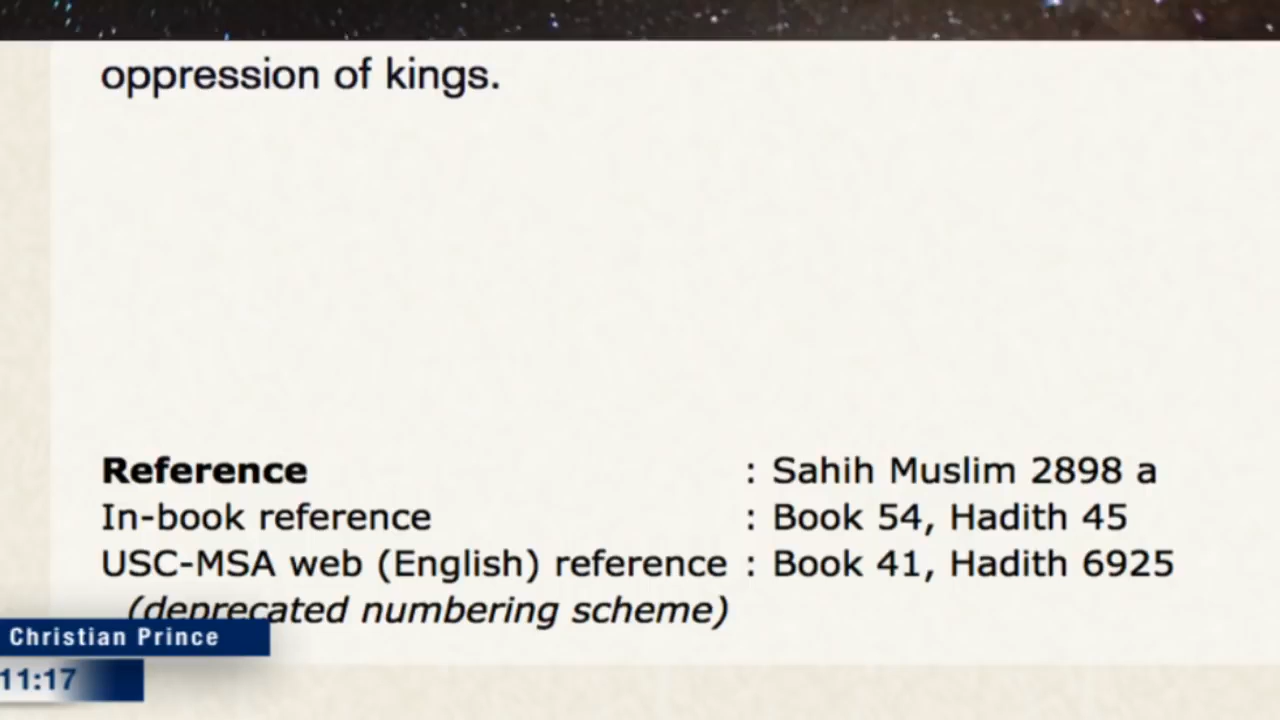 oppression of kings.
Reference : Sahih Muslim 2898 a
In-book reference : Book 54, Hadith 45
USC-MSA web (English) reference : Book 41, Hadith 6925
(deprecated numbering scheme)
Christian Prince
11:17